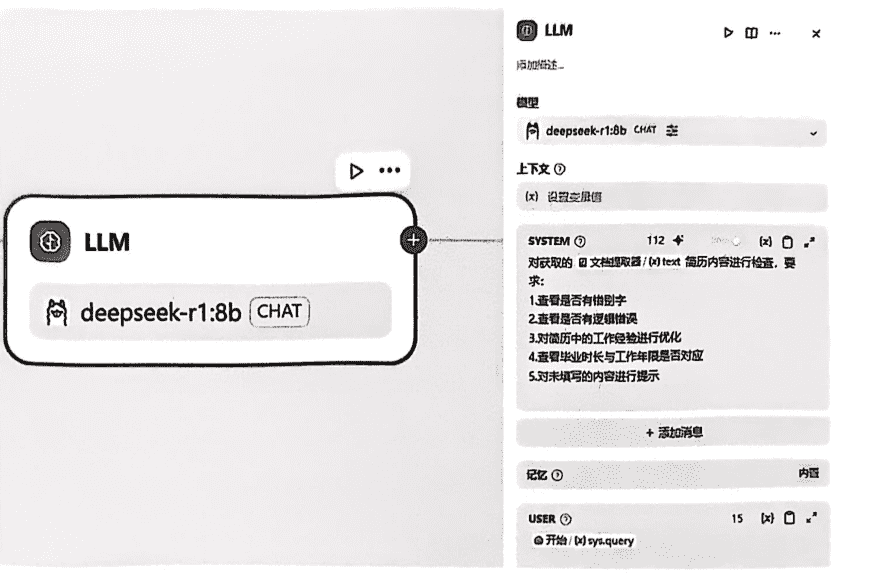 LLM
deepseek-r1:8b CHAT
LLM
添加描述...
模型
deepseek-r1:8b CHAT
上下文
(x) 设置变量值
SYSTEM 112 {x}
对获取的 文档提取器 / (x) text 简历内容进行检查，要
求：
1.查看是否有错别字
2.查看是否有逻辑错误
3.对简历中的工作经验进行优化
4.查看毕业时长与工作年限是否对应
5.对未填写的内容进行提示
+ 添加消息
记忆 内置
USER 15 {x}
开始 / (x) sys.query